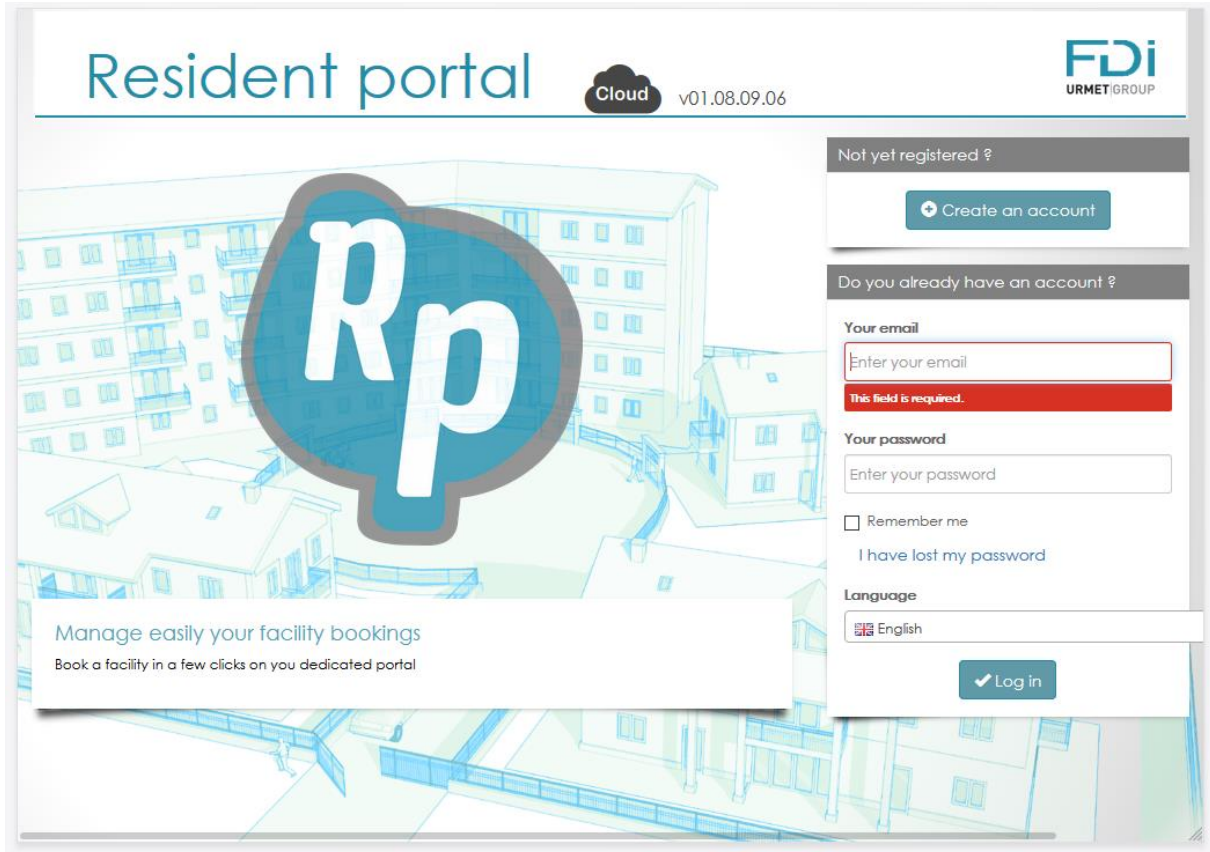 Resident portal
Cloud
v01.08.09.06
FDi
URMET GROUP
Not yet registered ?
Create an account
Do you already have an account ?
Your email
Enter your email
This field is required.
Your password
Enter your password
Remember me
I have lost my password
Language
English
Log in
Rp
Manage easily your facility bookings
Book a facility in a few clicks on you dedicated portal